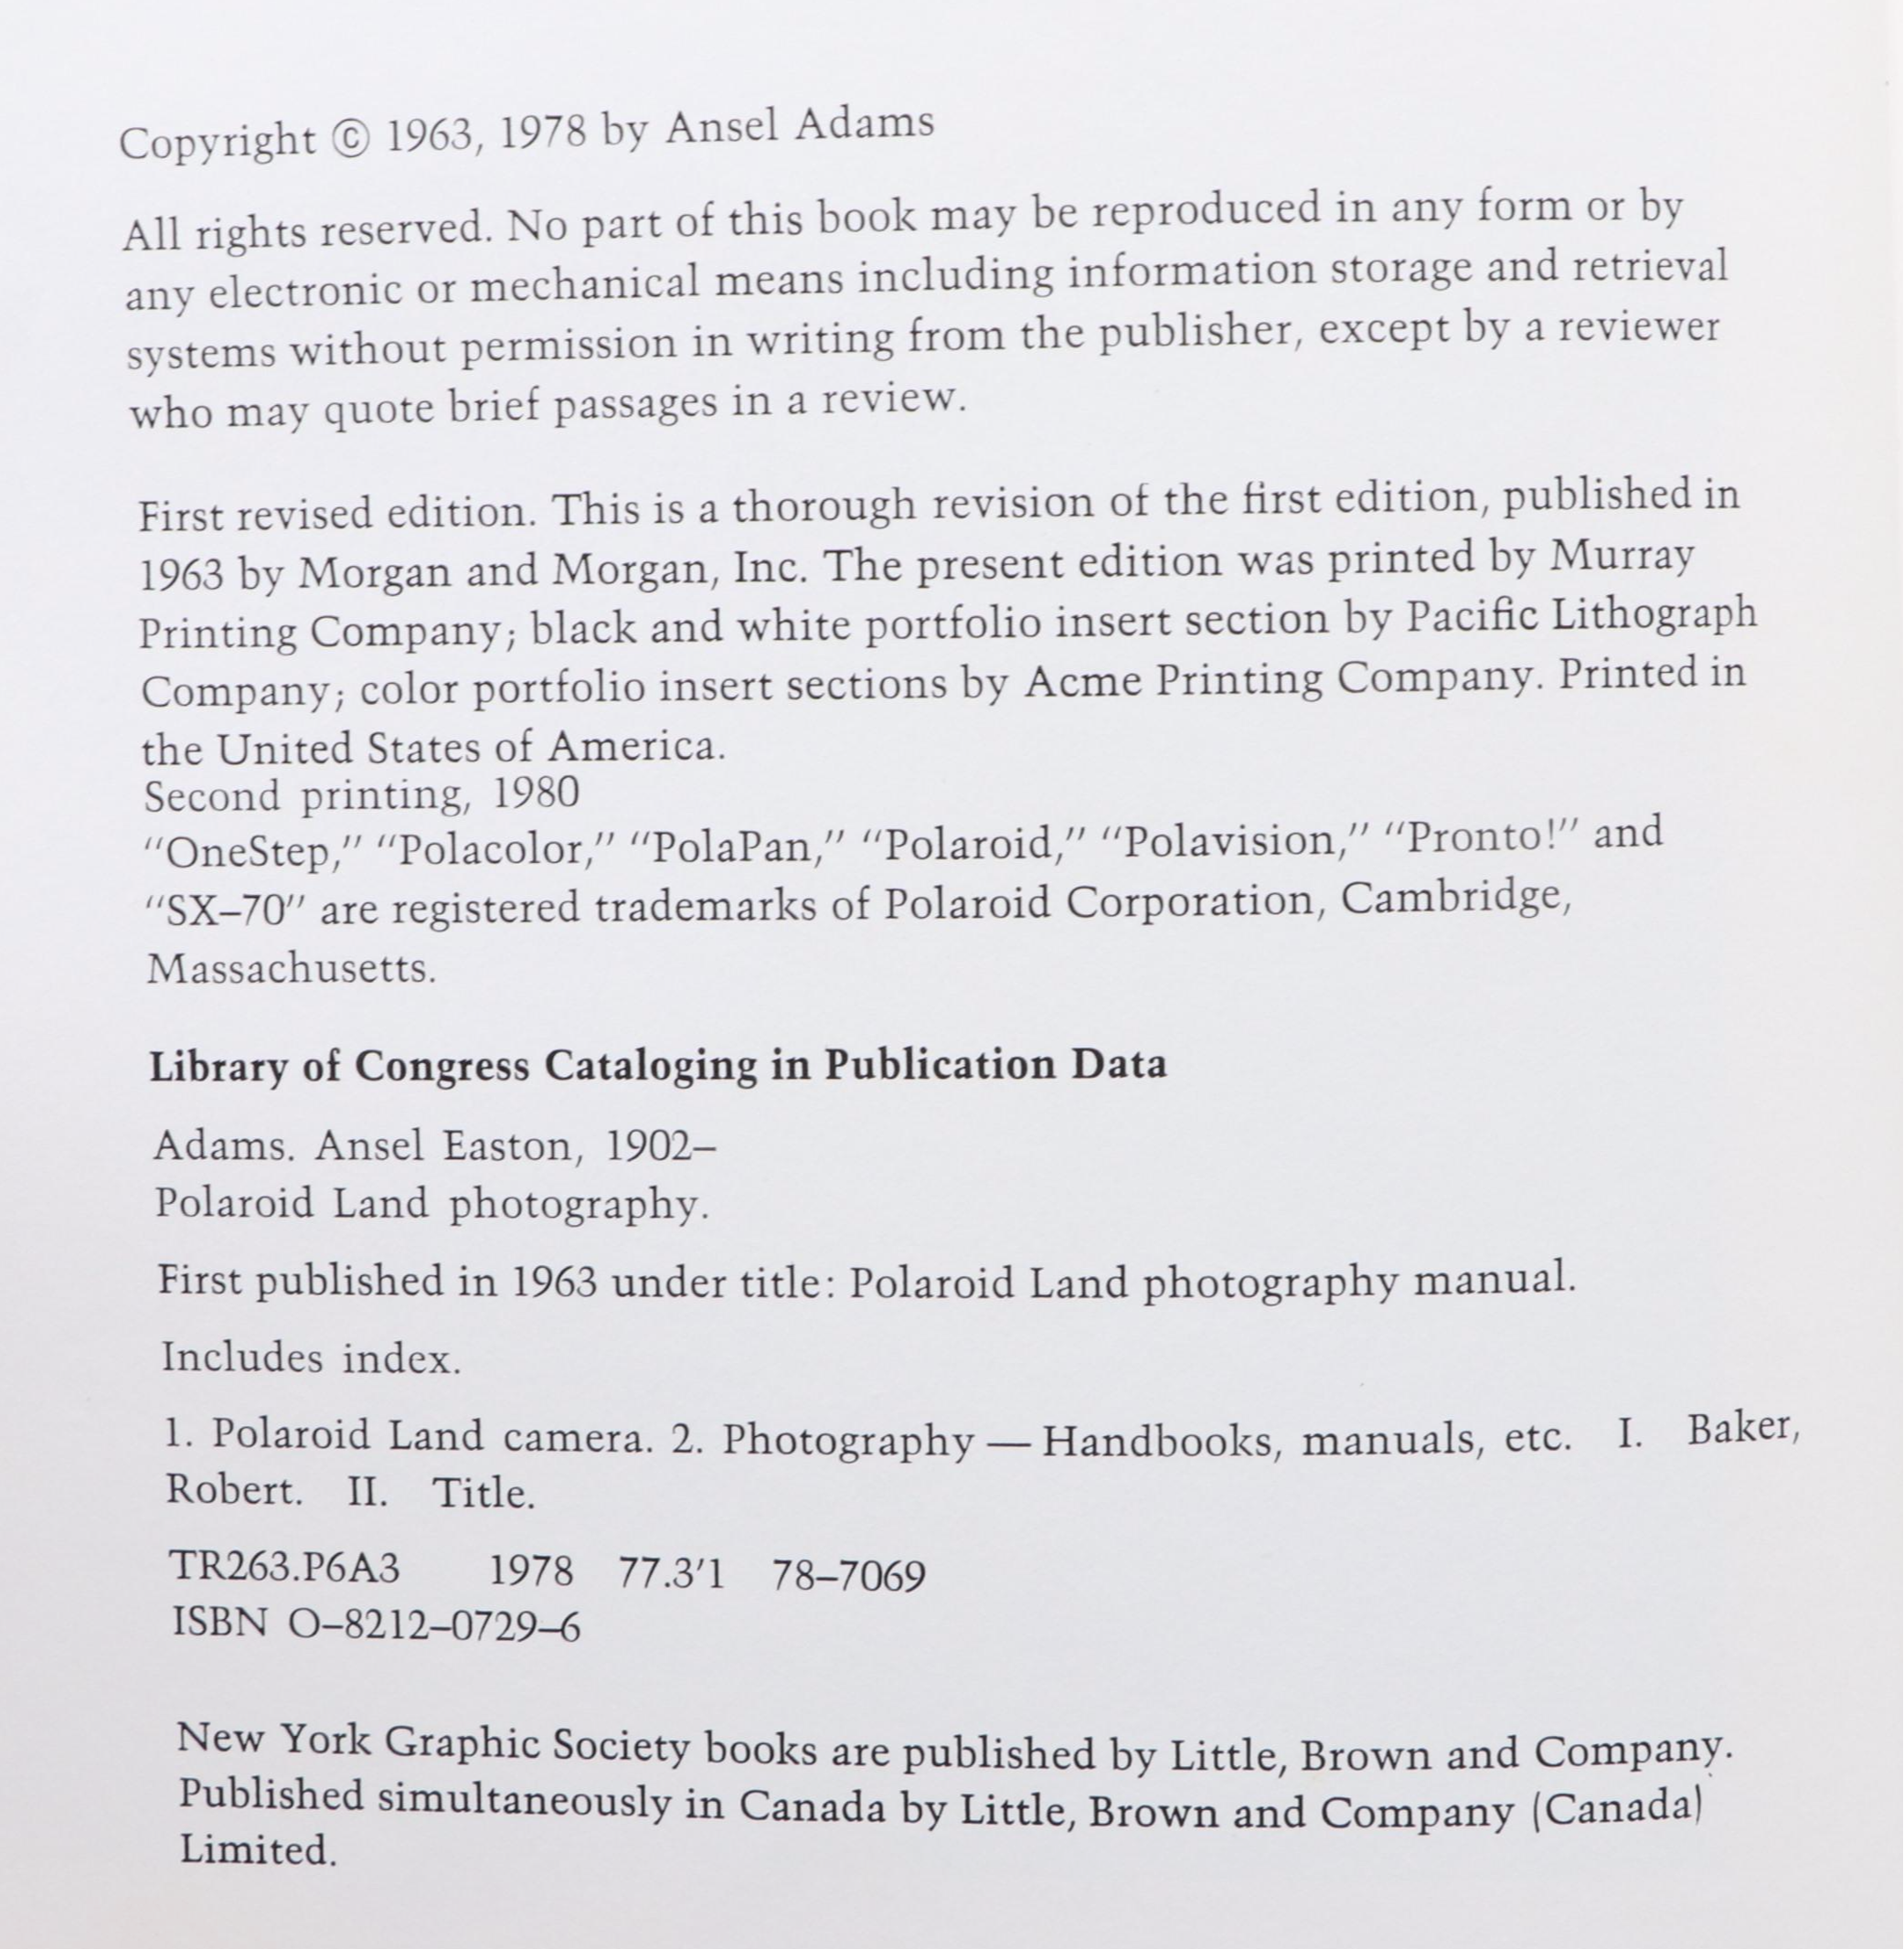 Copyright © 1963, 1978 by Ansel Adams
All rights reserved. No part of this book may be reproduced in any form or by
any electronic or mechanical means including information storage and retrieval
systems without permission in writing from the publisher, except by a reviewer
who may quote brief passages in a review.
First revised edition. This is a thorough revision of the first edition, published in
1963 by Morgan and Morgan, Inc. The present edition was printed by Murray
Printing Company; black and white portfolio insert section by Pacific Lithograph
Company; color portfolio insert sections by Acme Printing Company. Printed in
the United States of America.
Second printing, 1980
“OneStep,” “Polacolor,” “PolaPan,” “Polaroid,” “Polavision,” “Pronto!” and
“SX–70” are registered trademarks of Polaroid Corporation, Cambridge,
Massachusetts.
Library of Congress Cataloging in Publication Data
Adams. Ansel Easton, 1902–
Polaroid Land photography.
First published in 1963 under title: Polaroid Land photography manual.
Includes index.
1. Polaroid Land camera. 2. Photography — Handbooks, manuals, etc. I. Baker,
Robert. II. Title.
TR263.P6A3 1978 77.3′1 78–7069
ISBN O–8212–0729–6
New York Graphic Society books are published by Little, Brown and Company.
Published simultaneously in Canada by Little, Brown and Company (Canada)
Limited.